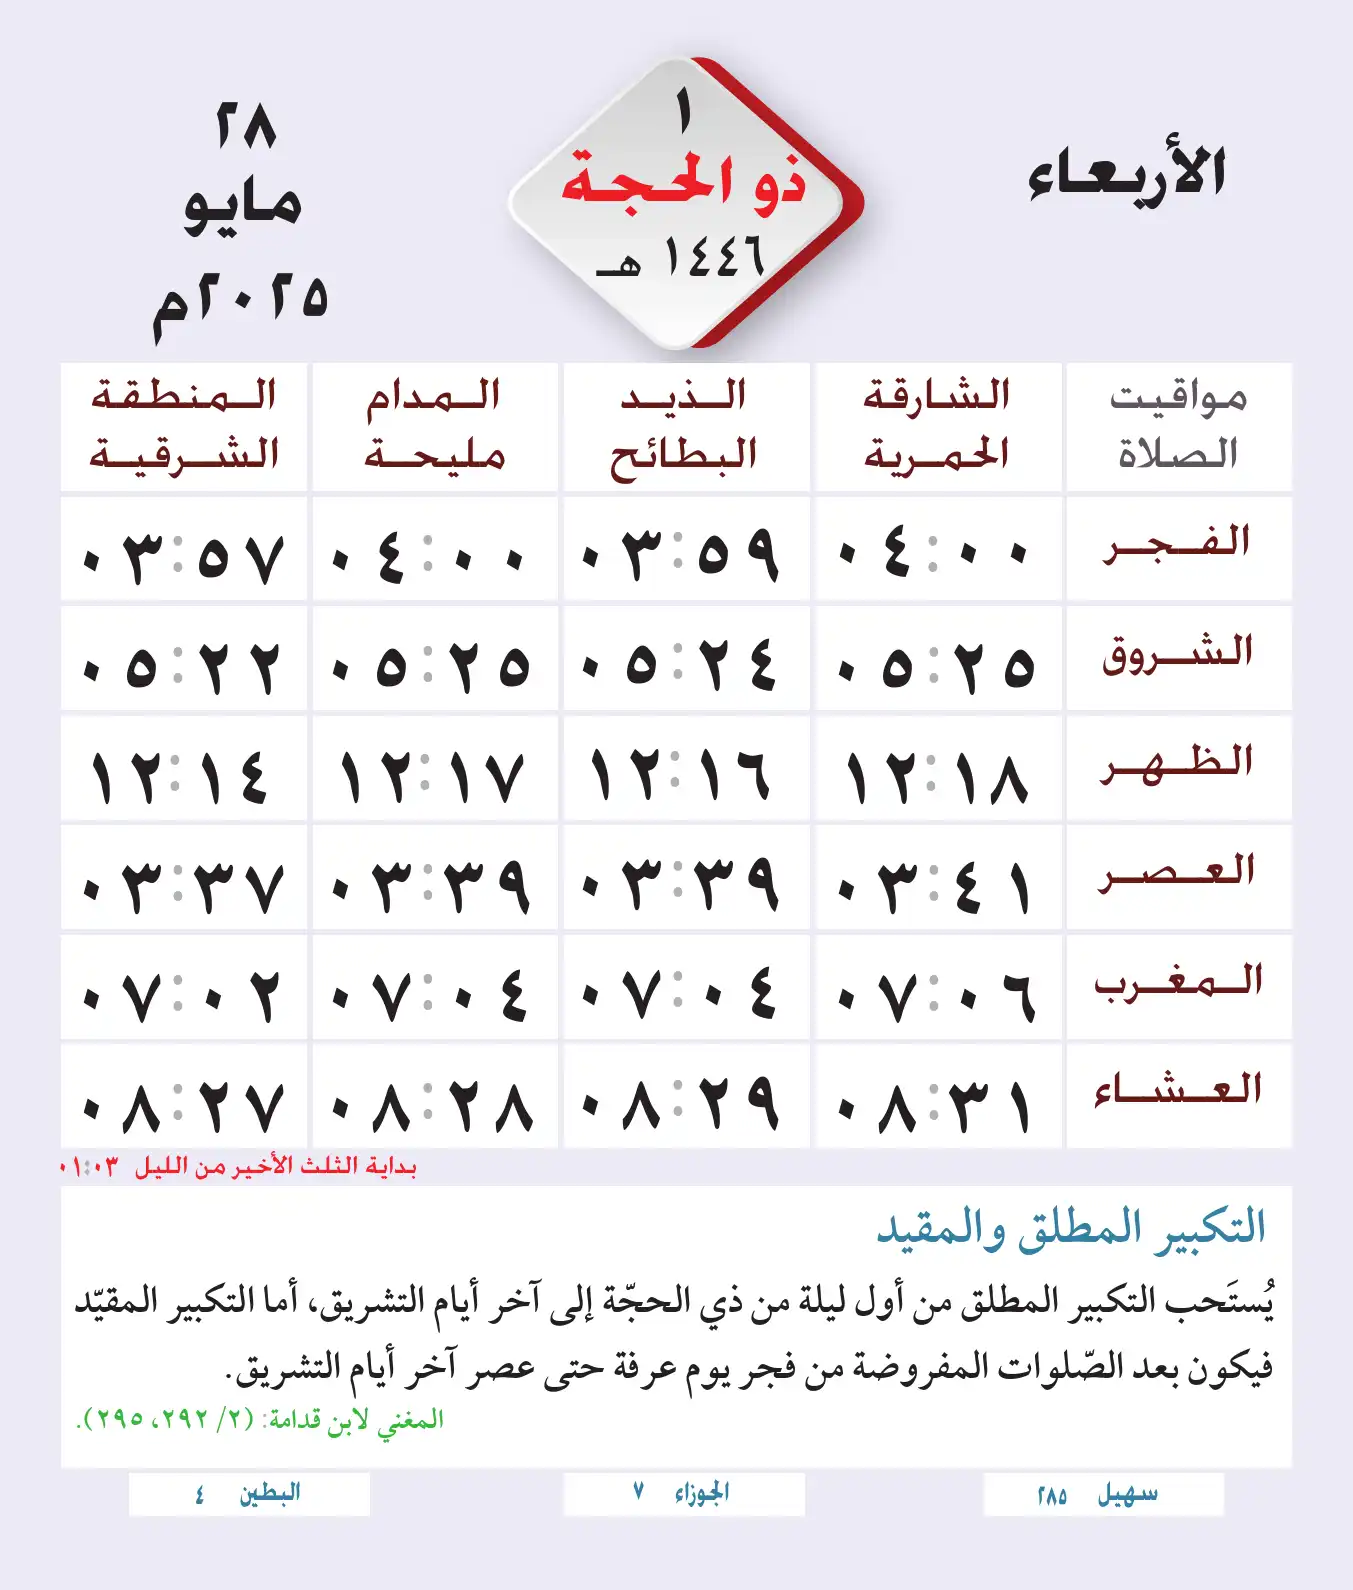 الأربعاء
١
ذو الحجة
١٤٤٦ هـ
٢٨
مايو
٢٠٢٥م
مواقيت الصلاة | الشارقة الحمرية | الذيد البطائح | المدام مليحة | المنطقة الشرقية
الفجر ٠٤:٠٠ ٠٣:٥٩ ٠٤:٠٠ ٠٣:٥٧
الشروق ٠٥:٢٥ ٠٥:٢٤ ٠٥:٢٥ ٠٥:٢٢
الظهر ١٢:١٨ ١٢:١٦ ١٢:١٧ ١٢:١٤
العصر ٠٣:٤١ ٠٣:٣٩ ٠٣:٣٩ ٠٣:٣٧
المغرب ٠٧:٠٦ ٠٧:٠٤ ٠٧:٠٤ ٠٧:٠٢
العشاء ٠٨:٣١ ٠٨:٢٩ ٠٨:٢٨ ٠٨:٢٧
بداية الثلث الأخير من الليل ٠١:٠٣
التكبير المطلق والمقيد
يُستَحب التكبير المطلق من أول ليلة من ذي الحجّة إلى آخر أيام التشريق، أما التكبير المقيّد
فيكون بعد الصّلوات المفروضة من فجر يوم عرفة حتى عصر آخر أيام التشريق.
المغني لابن قدامة: (٢/ ٢٩٢، ٢٩٥).
سهيل ٢٨٥
الجوزاء ٧
البطين ٤